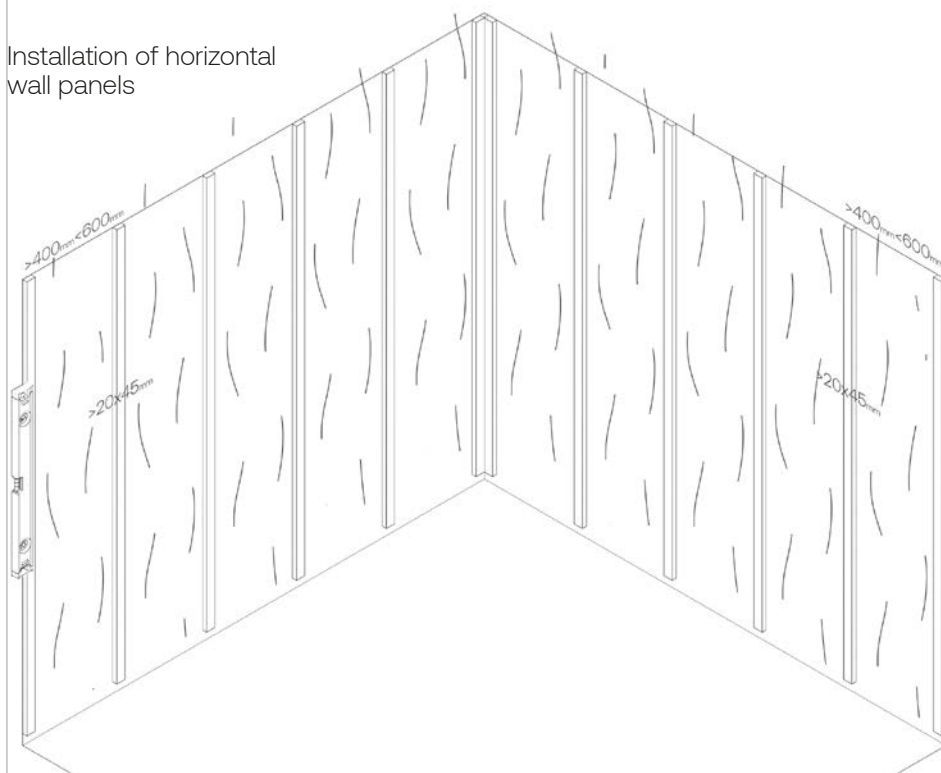 Installation of horizontal
wall panels
>400mm<600mm
>400mm<600mm
>20x45mm
>20x45mm